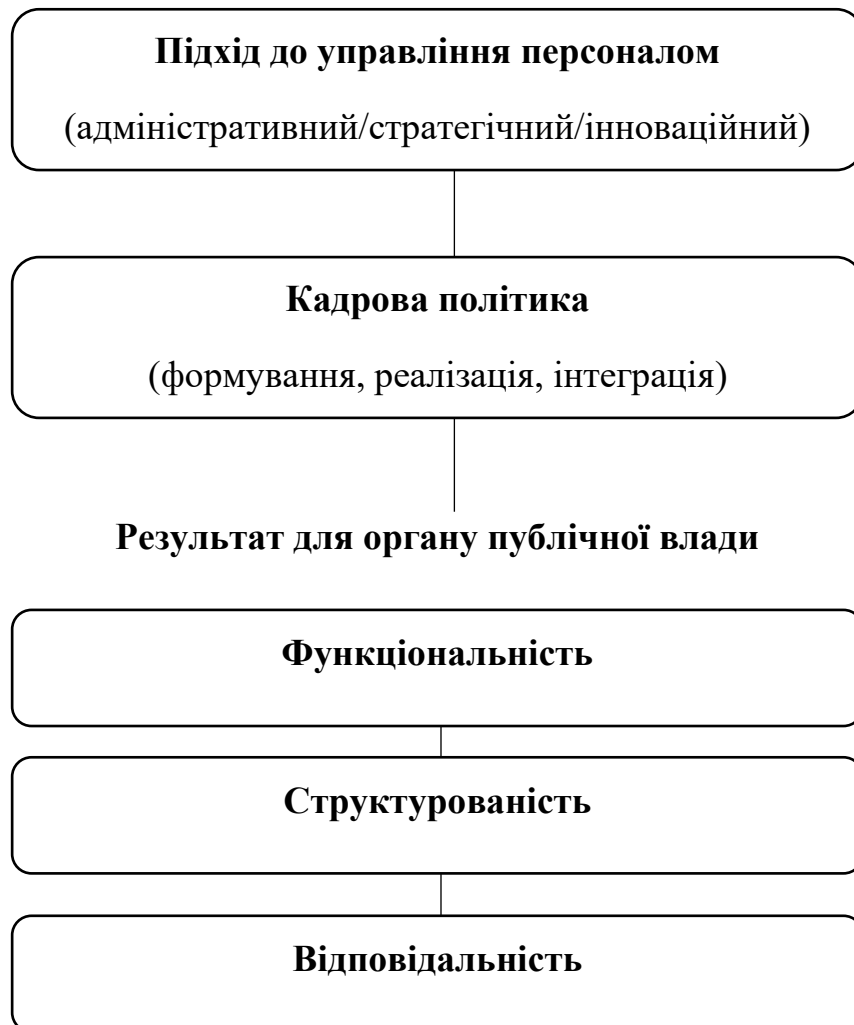 Підхід до управління персоналом
(адміністративний/стратегічний/інноваційний)
Кадрова політика
(формування, реалізація, інтеграція)
Результат для органу публічної влади
Функціональність
Структурованість
Відповідальність